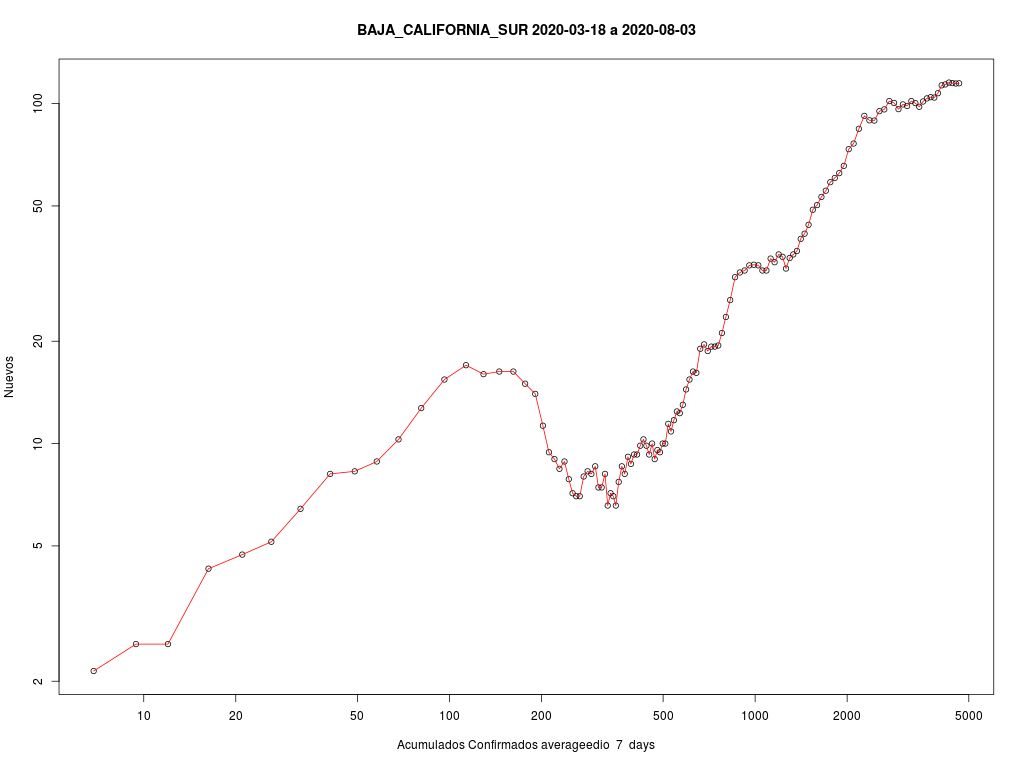 BAJA_CALIFORNIA_SUR 2020-03-18 a 2020-08-03
100
50
20
10
5
2
Nuevos
10 20 50 100 200 500 1000 2000 5000
Acumulados Confirmados averageedio 7 days